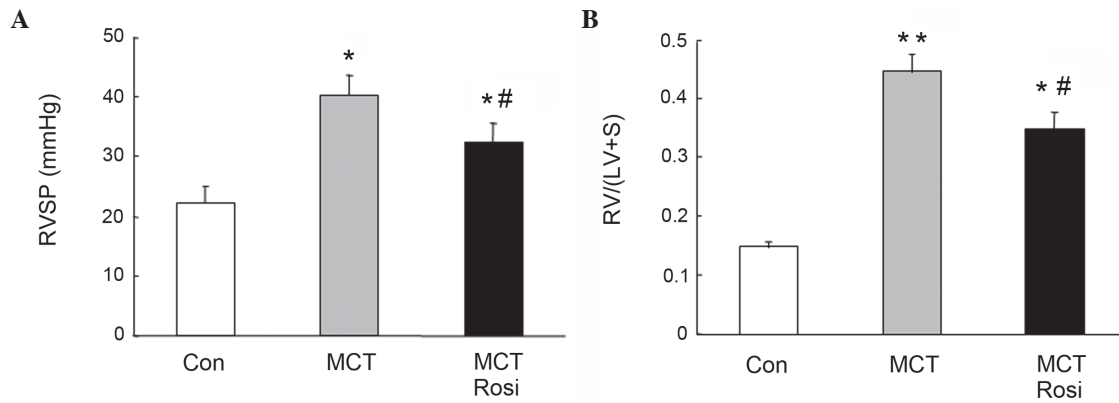 A
RVSP (mmHg)
50
40
30
20
10
0
*
* #
Con
MCT
MCT
Rosi
B
RV/(LV+S)
0.5
0.4
0.3
0.2
0.1
0
* *
* #
Con
MCT
MCT
Rosi